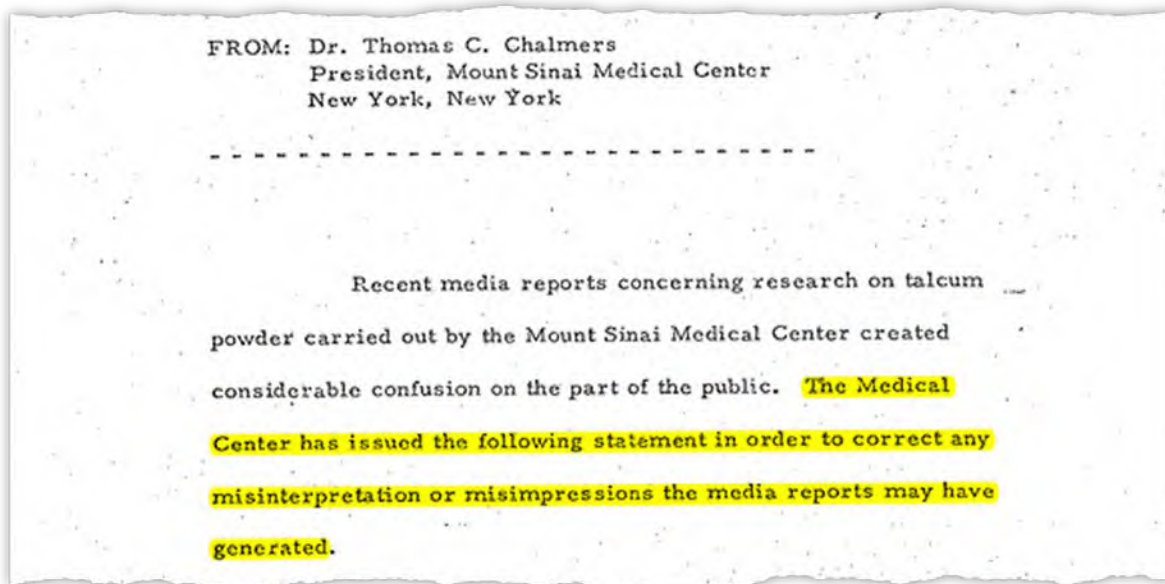 FROM: Dr. Thomas C. Chalmers
President, Mount Sinai Medical Center
New York, New York
- - - - - - - - - - - - - - - - - - - - - - - - - - - -
Recent media reports concerning research on talcum
powder carried out by the Mount Sinai Medical Center created
considerable confusion on the part of the public. The Medical
Center has issued the following statement in order to correct any
misinterpretation or misimpressions the media reports may have
generated.